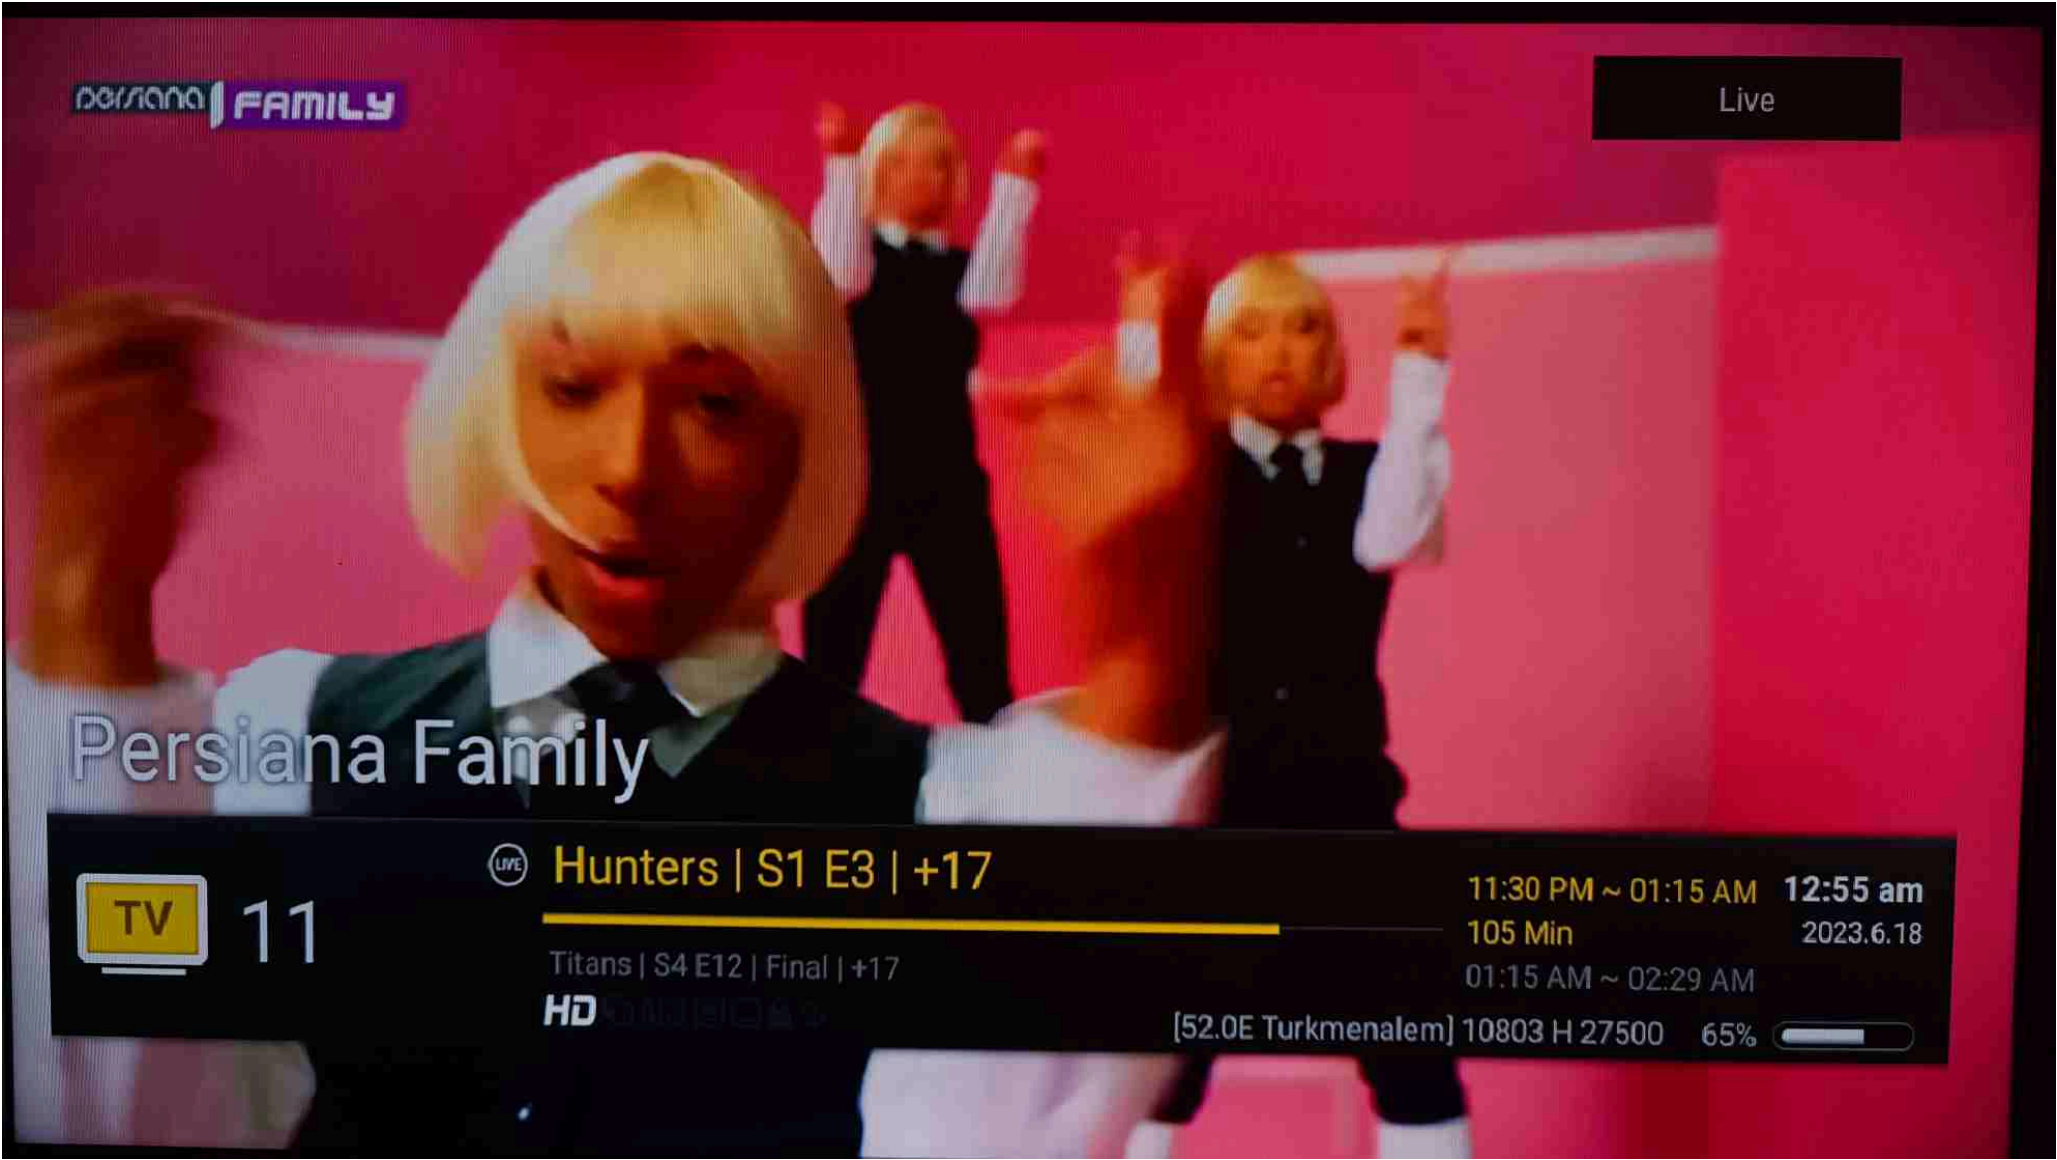 persiana FAMILY
Live
Persiana Family
TV 11
LIVE Hunters | S1 E3 | +17
11:30 PM ~ 01:15 AM 12:55 am
105 Min 2023.6.18
Titans | S4 E12 | Final | +17
01:15 AM ~ 02:29 AM
HD
[52.0E Turkmenalem] 10803 H 27500 65%